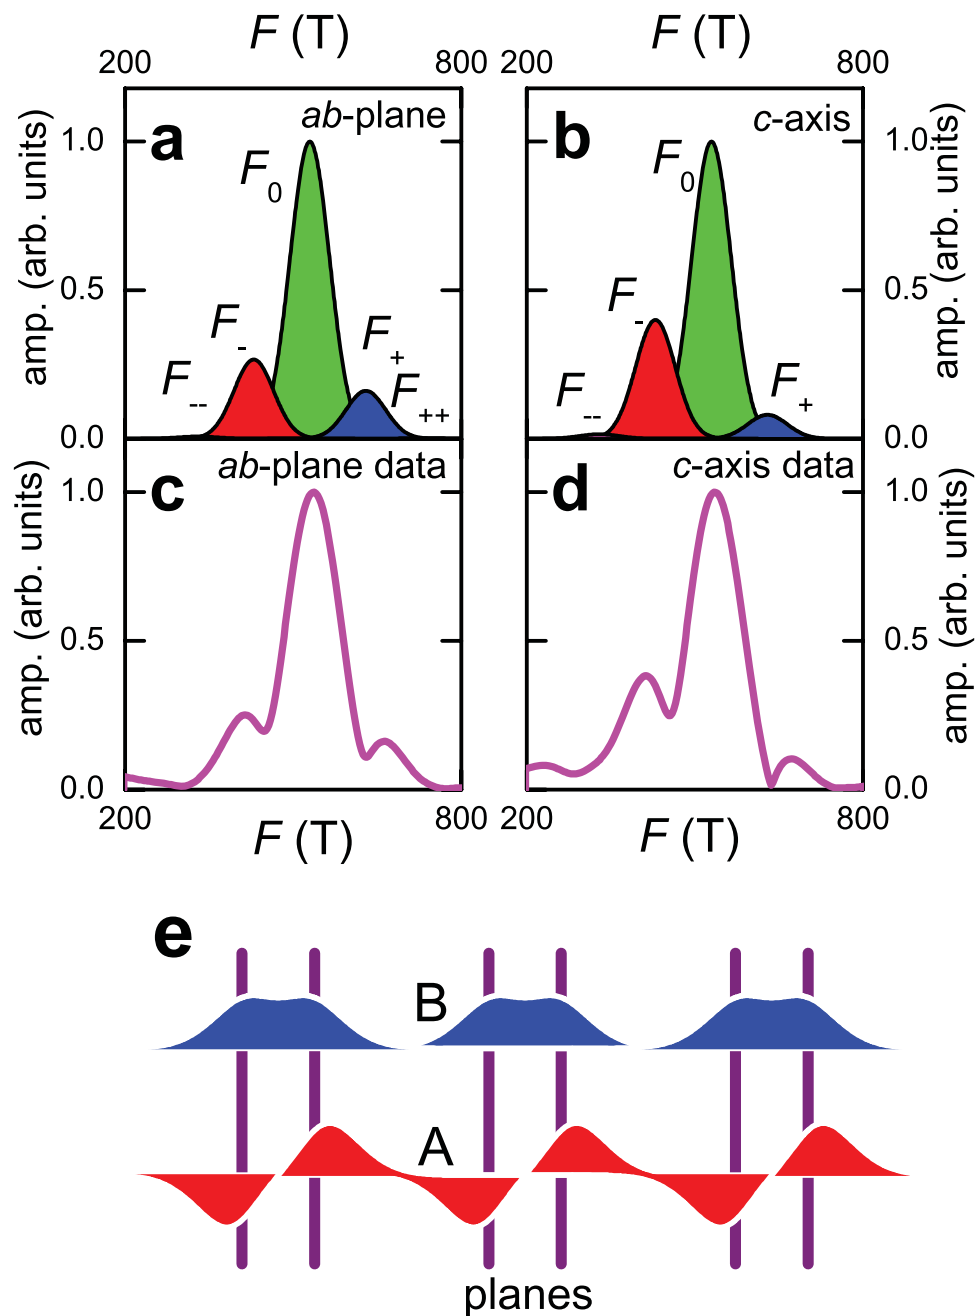 F (T) F (T)
200 800 200 800
a ab-plane b c-axis
amp. (arb. units) 1.0 0.5 0.0
F0 F- F-- F+ F++
F0 F- F-- F+
1.0 0.5 0.0 amp. (arb. units)
c ab-plane data d c-axis data
amp. (arb. units) 1.0 0.5 0.0
1.0 0.5 0.0 amp. (arb. units)
200 800 200 800
F (T) F (T)
e
B
A
planes